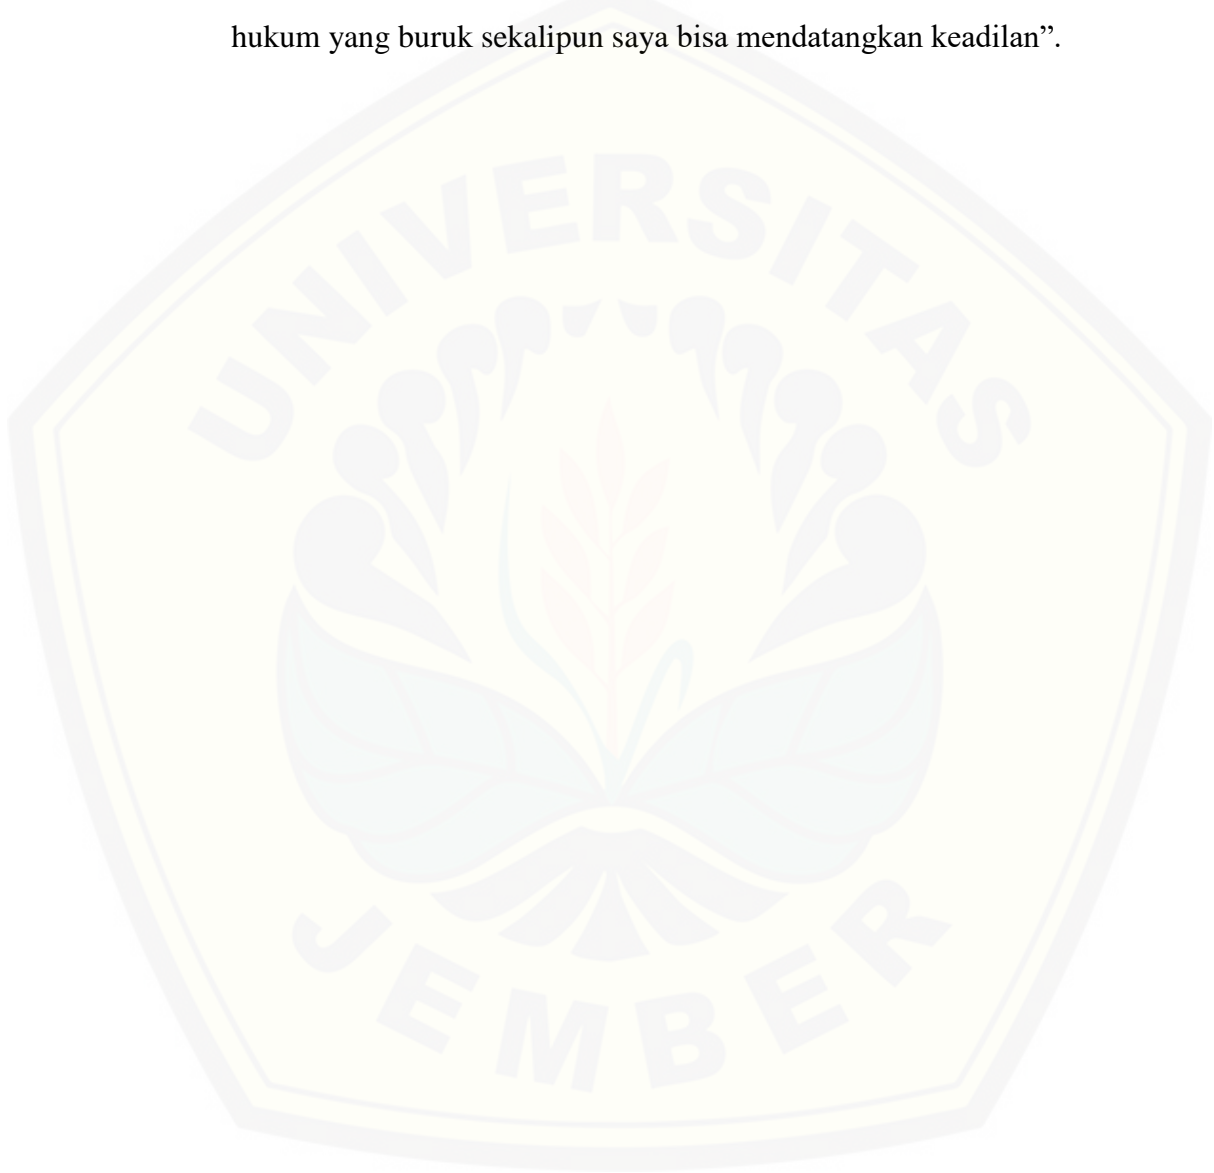 hukum yang buruk sekalipun saya bisa mendatangkan keadilan”.
UNIVERSITAS
JEMBER